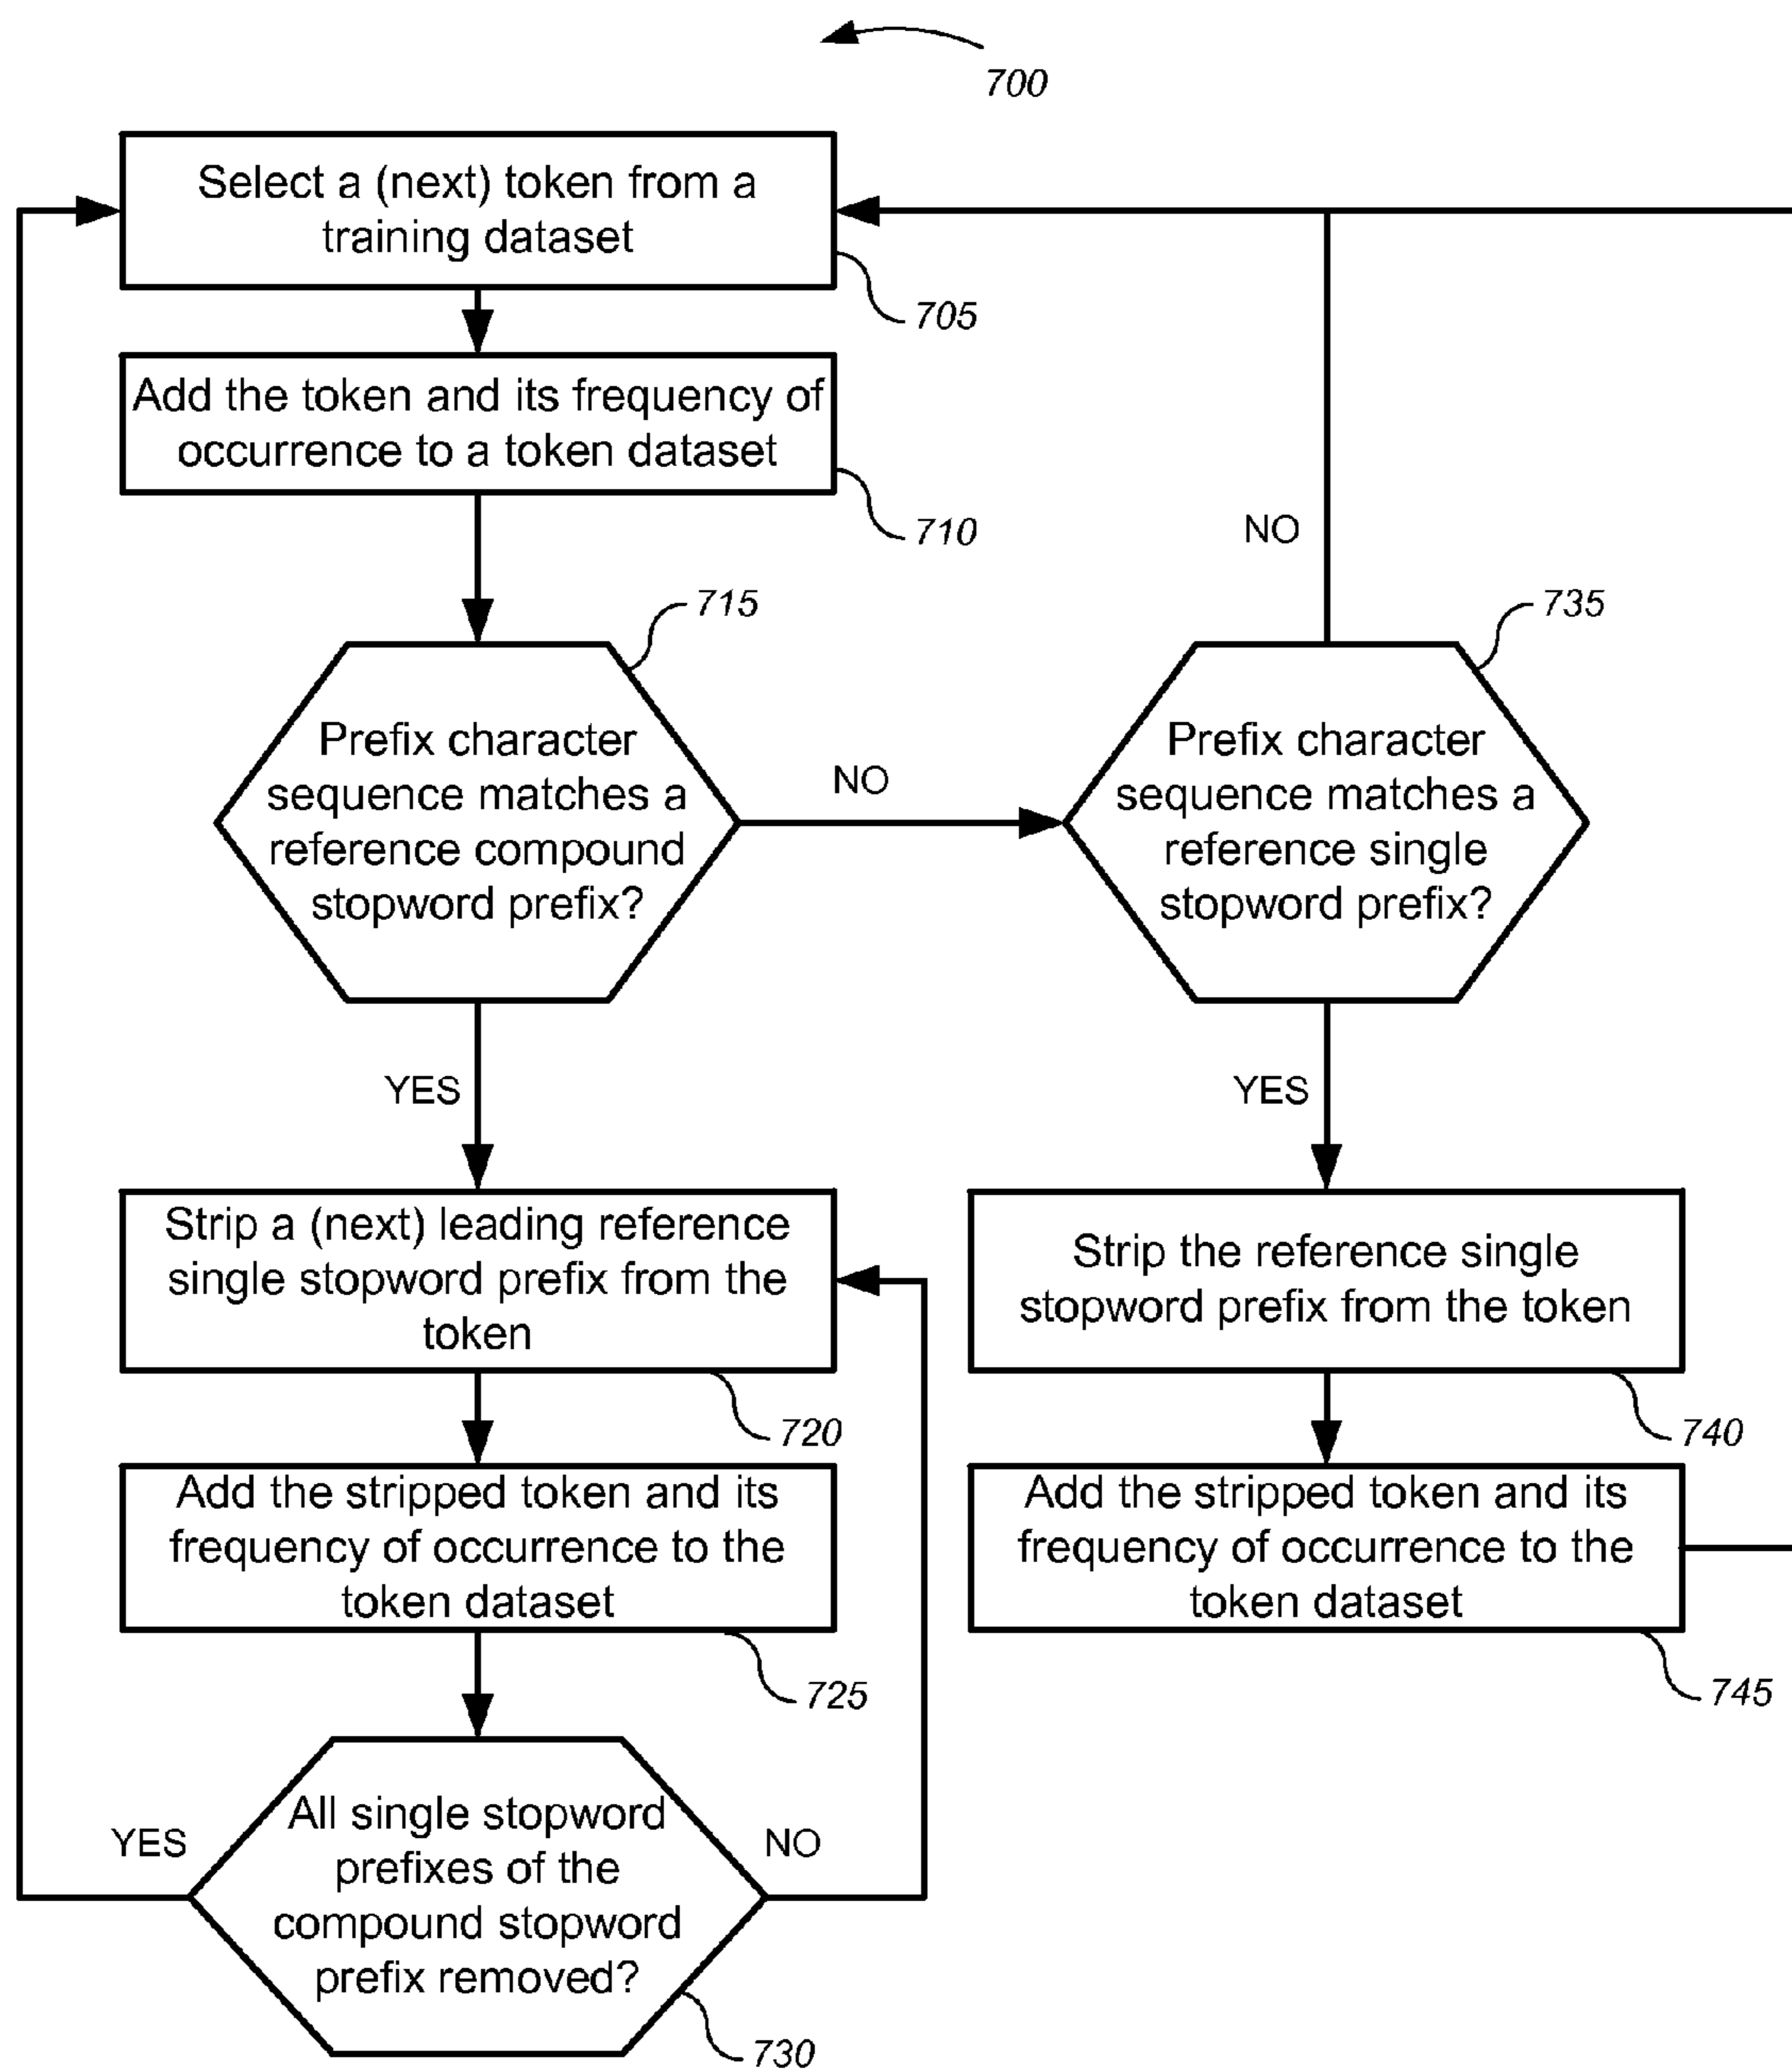 700
Select a (next) token from a
training dataset
705
Add the token and its frequency of
occurrence to a token dataset
710
715
Prefix character
sequence matches a
reference compound
stopword prefix?
NO
YES
735
NO
Prefix character
sequence matches a
reference single
stopword prefix?
YES
Strip a (next) leading reference
single stopword prefix from the
token
720
Add the stripped token and its
frequency of occurrence to the
token dataset
725
All single stopword
prefixes of the
compound stopword
prefix removed?
YES
NO
730
Strip the reference single
stopword prefix from the token
740
Add the stripped token and its
frequency of occurrence to the
token dataset
745